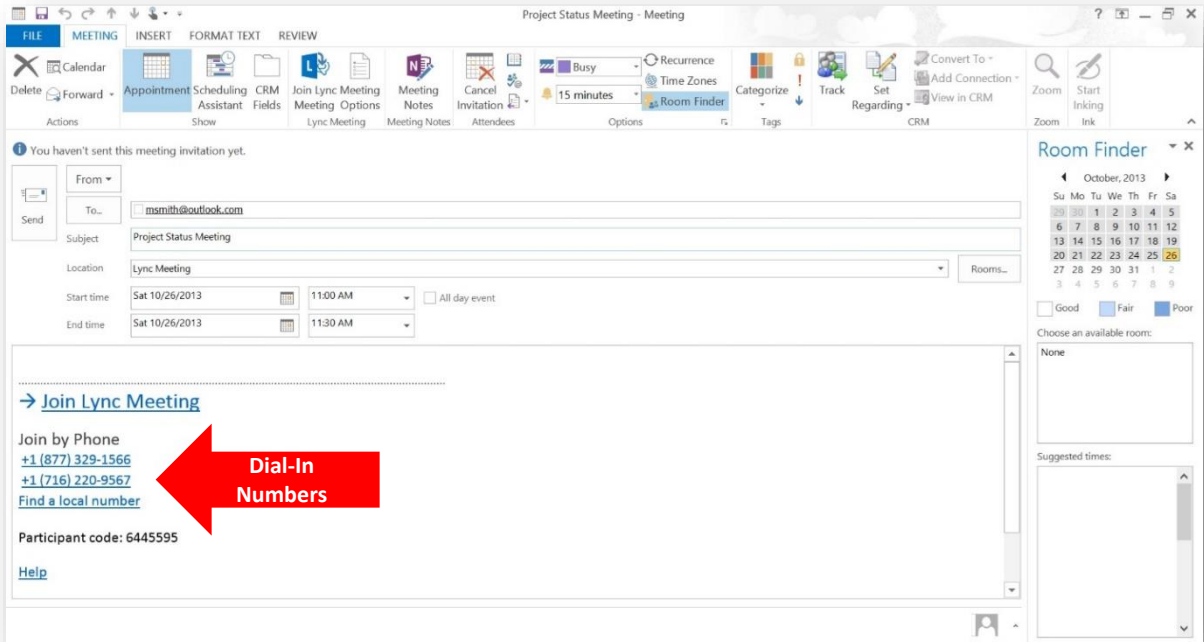 Project Status Meeting - Meeting
FILE MEETING INSERT FORMAT TEXT REVIEW
Delete
Calendar
Forward
Actions
Appointment
Scheduling Assistant
CRM Fields
Show
Join Lync Meeting
Meeting Options
Lync Meeting
Meeting Notes
Meeting Notes
Cancel Invitation
Attendees
Busy
15 minutes
Recurrence
Time Zones
Room Finder
Options
Categorize
Tags
Track
Set Regarding
Convert To
Add Connection
View in CRM
CRM
Zoom
Zoom
Start Inking
Ink
You haven't sent this meeting invitation yet.
Send
From
To...
msmith@outlook.com
Subject
Project Status Meeting
Location
Lync Meeting
Rooms...
Start time
Sat 10/26/2013
11:00 AM
All day event
End time
Sat 10/26/2013
11:30 AM
→ Join Lync Meeting
Join by Phone
+1 (877) 329-1566
+1 (716) 220-9567
Find a local number
Dial-In
Numbers
Participant code: 6445595
Help
Room Finder
October, 2013
Su Mo Tu We Th Fr Sa
29 30 1 2 3 4 5
6 7 8 9 10 11 12
13 14 15 16 17 18 19
20 21 22 23 24 25 26
27 28 29 30 31 1 2
3 4 5 6 7 8 9
Good Fair Poor
Choose an available room:
None
Suggested times: